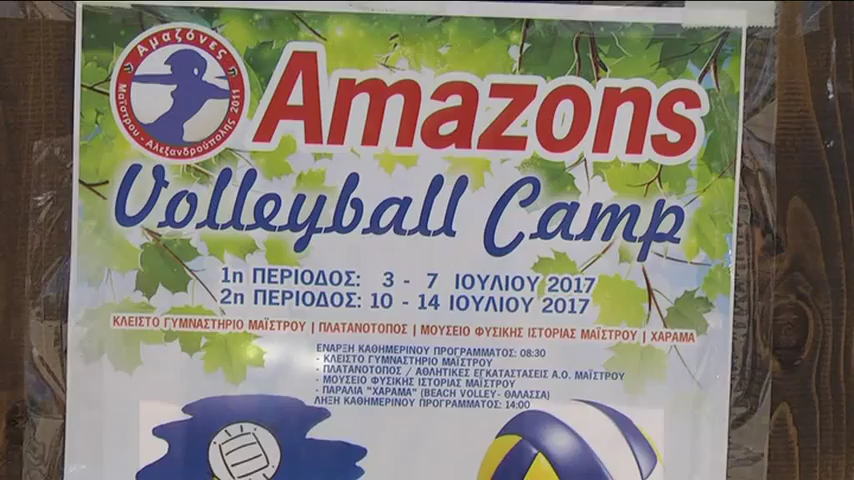 Αμαζόνες
Μαΐστρου - Αλεξανδρούπολης 2011
Amazons
Volleyball Camp
1η ΠΕΡΙΟΔΟΣ: 3 - 7 ΙΟΥΛΙΟΥ 2017
2η ΠΕΡΙΟΔΟΣ: 10 - 14 ΙΟΥΛΙΟΥ 2017
ΚΛΕΙΣΤΟ ΓΥΜΝΑΣΤΗΡΙΟ ΜΑΪΣΤΡΟΥ | ΠΛΑΤΑΝΟΤΟΠΟΣ | ΜΟΥΣΕΙΟ ΦΥΣΙΚΗΣ ΙΣΤΟΡΙΑΣ ΜΑΪΣΤΡΟΥ | ΧΑΡΑΜΑ
ΕΝΑΡΞΗ ΚΑΘΗΜΕΡΙΝΟΥ ΠΡΟΓΡΑΜΜΑΤΟΣ: 08:30
- ΚΛΕΙΣΤΟ ΓΥΜΝΑΣΤΗΡΙΟ ΜΑΪΣΤΡΟΥ
- ΠΛΑΤΑΝΟΤΟΠΟΣ / ΑΘΛΗΤΙΚΕΣ ΕΓΚΑΤΑΣΤΑΣΕΙΣ Α.Ο. ΜΑΪΣΤΡΟΥ
- ΜΟΥΣΕΙΟ ΦΥΣΙΚΗΣ ΙΣΤΟΡΙΑΣ ΜΑΪΣΤΡΟΥ
- ΠΑΡΑΛΙΑ "ΧΑΡΑΜΑ" (BEACH VOLLEY- ΘΑΛΑΣΣΑ)
ΛΗΞΗ ΚΑΘΗΜΕΡΙΝΟΥ ΠΡΟΓΡΑΜΜΑΤΟΣ: 14:00